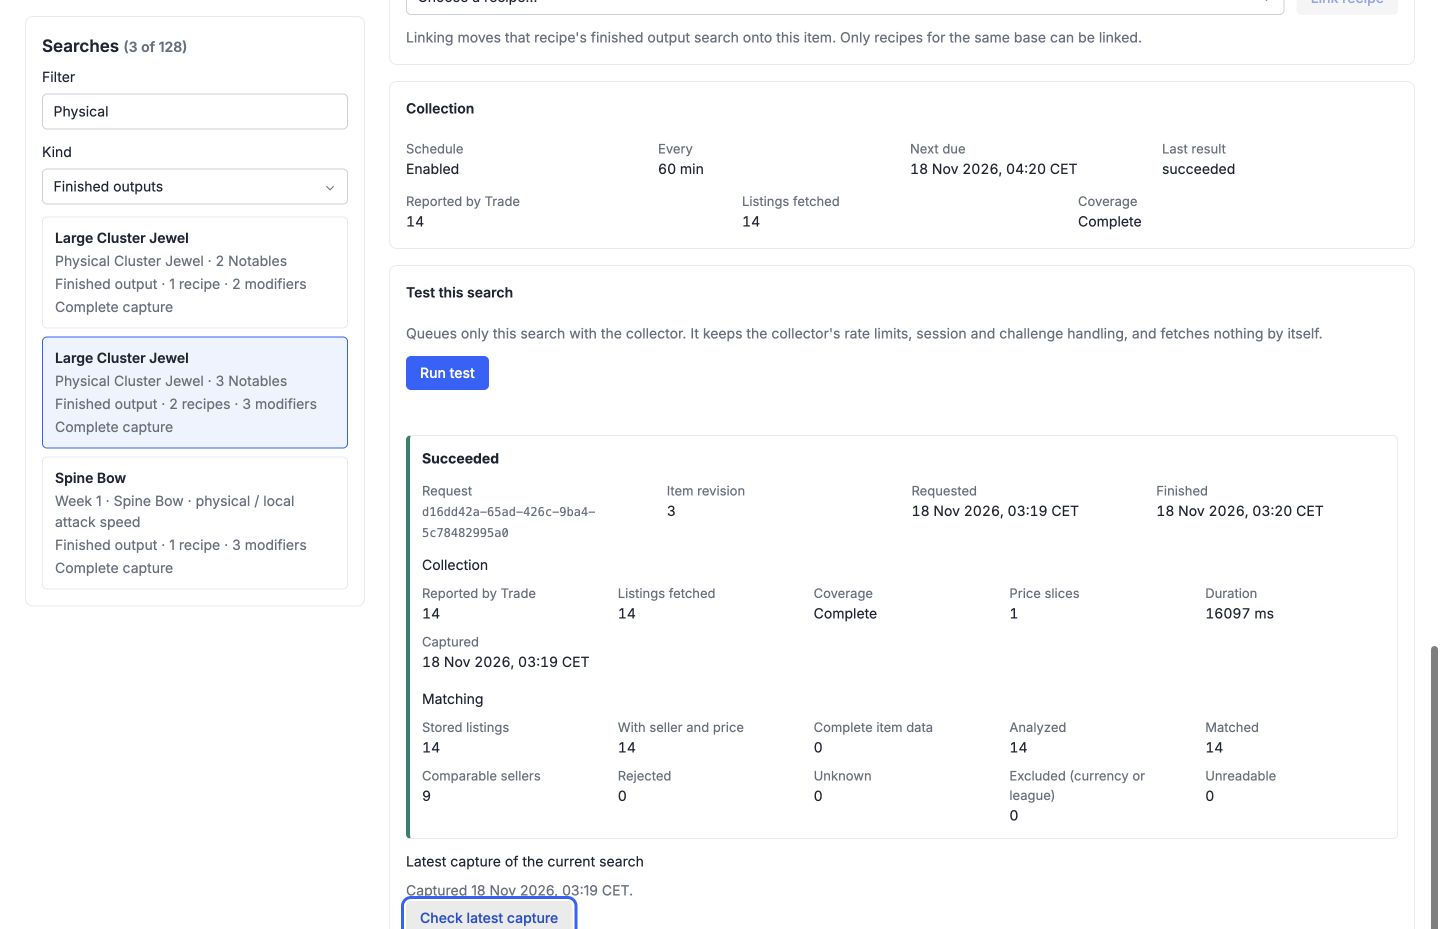 Searches (3 of 128)
Filter
Physical
Kind
Finished outputs
Large Cluster Jewel
Physical Cluster Jewel · 2 Notables
Finished output · 1 recipe · 2 modifiers
Complete capture
Large Cluster Jewel
Physical Cluster Jewel · 3 Notables
Finished output · 2 recipes · 3 modifiers
Complete capture
Spine Bow
Week 1 · Spine Bow · physical / local
attack speed
Finished output · 1 recipe · 3 modifiers
Complete capture
Choose a recipe...
Link recipe
Linking moves that recipe's finished output search onto this item. Only recipes for the same base can be linked.
Collection
Schedule
Enabled
Every
60 min
Next due
18 Nov 2026, 04:20 CET
Last result
succeeded
Reported by Trade
14
Listings fetched
14
Coverage
Complete
Test this search
Queues only this search with the collector. It keeps the collector's rate limits, session and challenge handling, and fetches nothing by itself.
Run test
Succeeded
Request
d16dd42a-65ad-426c-9ba4-
5c78482995a0
Item revision
3
Requested
18 Nov 2026, 03:19 CET
Finished
18 Nov 2026, 03:20 CET
Collection
Reported by Trade
14
Listings fetched
14
Coverage
Complete
Price slices
1
Duration
16097 ms
Captured
18 Nov 2026, 03:19 CET
Matching
Stored listings
14
With seller and price
14
Complete item data
0
Analyzed
14
Matched
14
Comparable sellers
9
Rejected
0
Unknown
0
Excluded (currency or
league)
0
Unreadable
0
Latest capture of the current search
Captured 18 Nov 2026, 03:19 CET.
Check latest capture